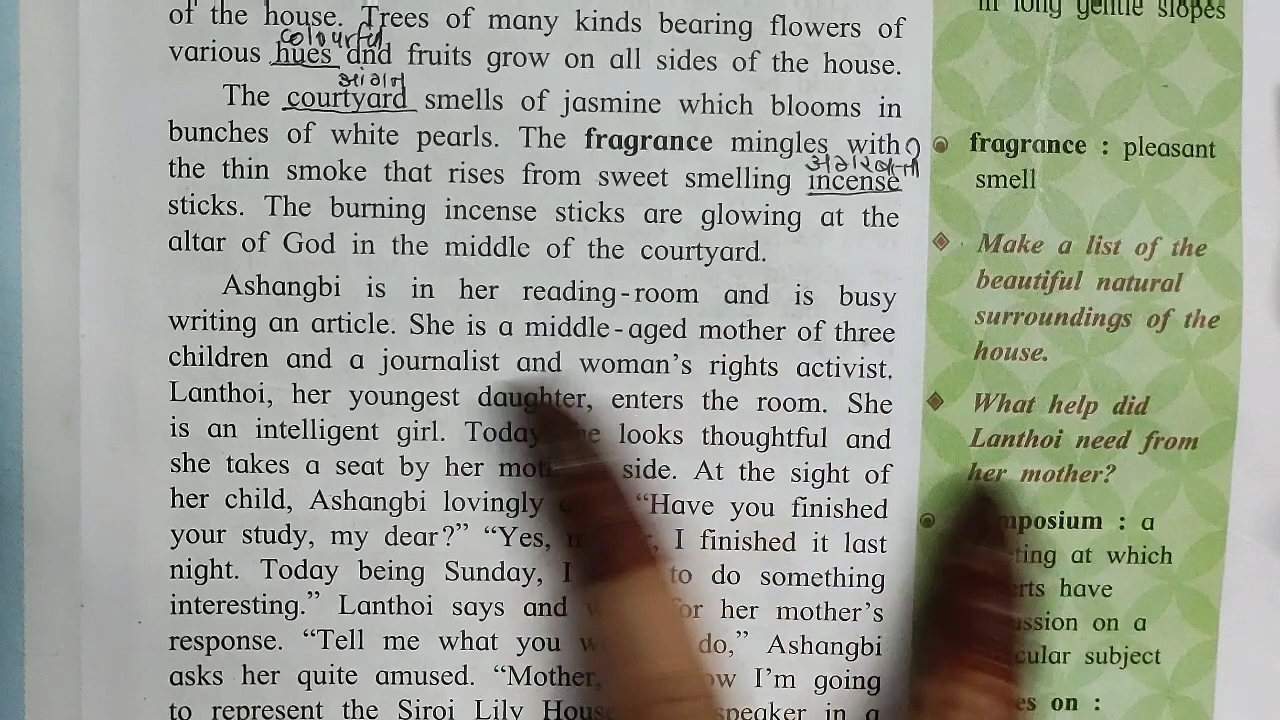 of the house. Trees of many kinds bearing flowers of
colourful
various hues and fruits grow on all sides of the house.
आंगन
The courtyard smells of jasmine which blooms in
bunches of white pearls. The fragrance mingles with
अगरबत्ती
the thin smoke that rises from sweet smelling incense
sticks. The burning incense sticks are glowing at the
altar of God in the middle of the courtyard.
Ashangbi is in her reading-room and is busy
writing an article. She is a middle-aged mother of three
children and a journalist and woman's rights activist.
Lanthoi, her youngest daughter, enters the room. She
is an intelligent girl. Today looks thoughtful and
she takes a seat by her side. At the sight of
her child, Ashangbi lovingly "Have you finished
your study, my dear?" "Yes, I finished it last
night. Today being Sunday, I to do something
interesting." Lanthoi says and for her mother's
response. "Tell me what you do," Ashangbi
asks her quite amused. "Mother, I'm going
to represent the Siroi Lily speaker in a
in long gentle slopes
fragrance : pleasant
smell
Make a list of the
beautiful natural
surroundings of the
house.
What help did
Lanthoi need from
her mother?
: a
at which
have
on a
subject
on :